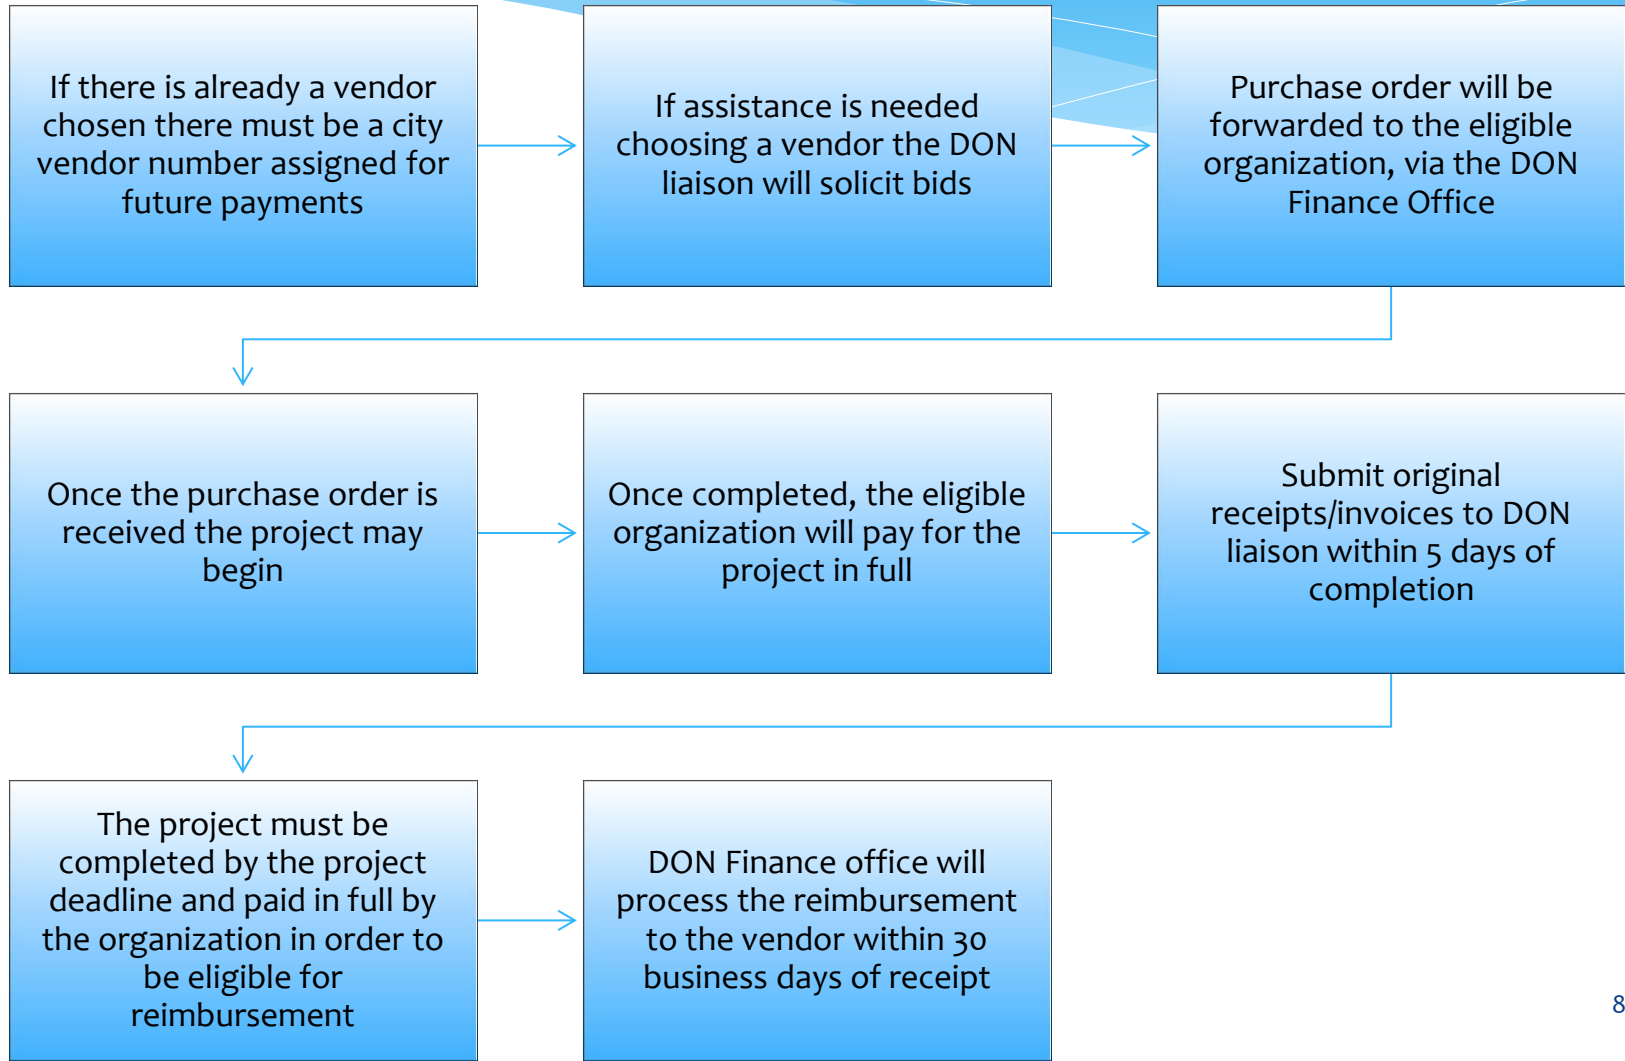 If there is already a vendor
chosen there must be a city
vendor number assigned for
future payments
If assistance is needed
choosing a vendor the DON
liaison will solicit bids
Purchase order will be
forwarded to the eligible
organization, via the DON
Finance Office
Once the purchase order is
received the project may
begin
Once completed, the eligible
organization will pay for the
project in full
Submit original
receipts/invoices to DON
liaison within 5 days of
completion
The project must be
completed by the project
deadline and paid in full by
the organization in order to
be eligible for
reimbursement
DON Finance office will
process the reimbursement
to the vendor within 30
business days of receipt
8